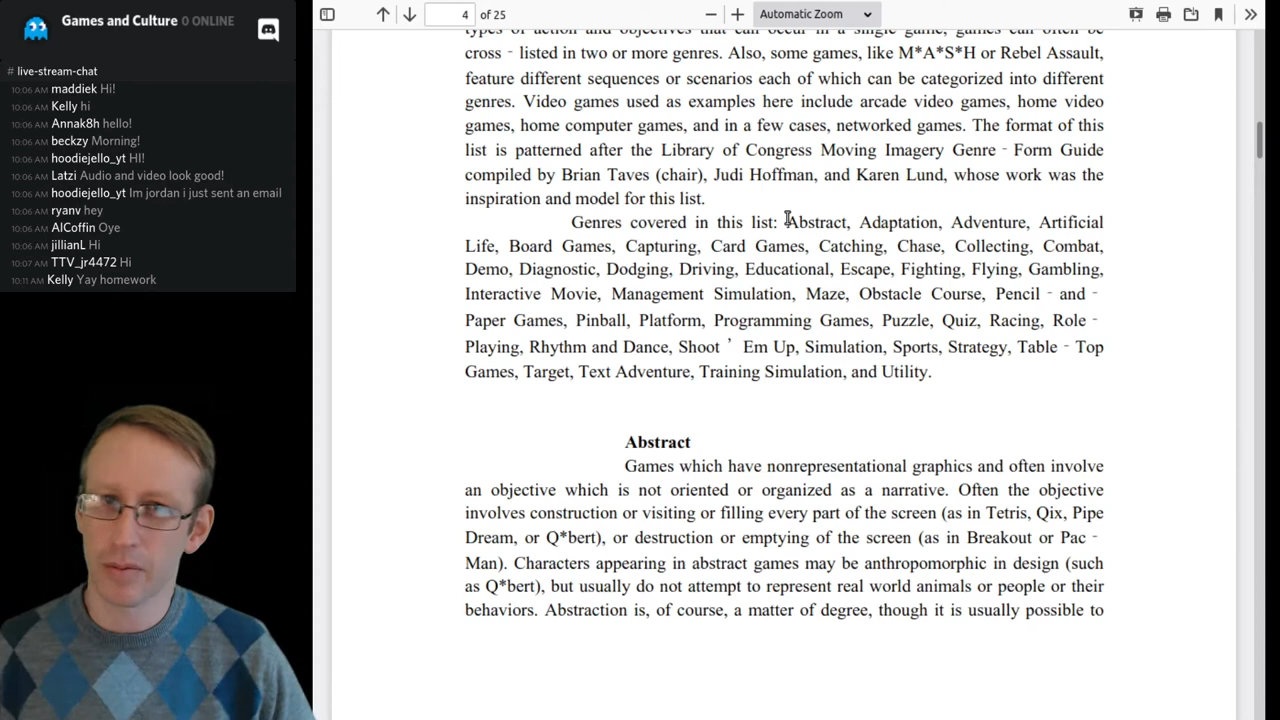 Games and Culture 0 ONLINE
# live-stream-chat
10:06 AM maddiek Hi!
10:06 AM Kelly hi
10:06 AM Annak8h hello!
10:06 AM beckzy Morning!
10:06 AM hoodiejello_yt HI!
10:06 AM Latzi Audio and video look good!
10:06 AM hoodiejello_yt Im jordan i just sent an email
10:06 AM ryanv hey
10:06 AM AlCoffin Oye
10:06 AM jillianL Hi
10:07 AM TTV_jr4472 Hi
10:11 AM Kelly Yay homework
4 of 25
Automatic Zoom
types of action and objectives that can occur in a single game, games can often be
cross‐listed in two or more genres. Also, some games, like M*A*S*H or Rebel Assault,
feature different sequences or scenarios each of which can be categorized into different
genres. Video games used as examples here include arcade video games, home video
games, home computer games, and in a few cases, networked games. The format of this
list is patterned after the Library of Congress Moving Imagery Genre‐Form Guide
compiled by Brian Taves (chair), Judi Hoffman, and Karen Lund, whose work was the
inspiration and model for this list.
Genres covered in this list: Abstract, Adaptation, Adventure, Artificial
Life, Board Games, Capturing, Card Games, Catching, Chase, Collecting, Combat,
Demo, Diagnostic, Dodging, Driving, Educational, Escape, Fighting, Flying, Gambling,
Interactive Movie, Management Simulation, Maze, Obstacle Course, Pencil‐and‐
Paper Games, Pinball, Platform, Programming Games, Puzzle, Quiz, Racing, Role‐
Playing, Rhythm and Dance, Shoot ’ Em Up, Simulation, Sports, Strategy, Table‐Top
Games, Target, Text Adventure, Training Simulation, and Utility.
Abstract
Games which have nonrepresentational graphics and often involve
an objective which is not oriented or organized as a narrative. Often the objective
involves construction or visiting or filling every part of the screen (as in Tetris, Qix, Pipe
Dream, or Q*bert), or destruction or emptying of the screen (as in Breakout or Pac‐
Man). Characters appearing in abstract games may be anthropomorphic in design (such
as Q*bert), but usually do not attempt to represent real world animals or people or their
behaviors. Abstraction is, of course, a matter of degree, though it is usually possible to